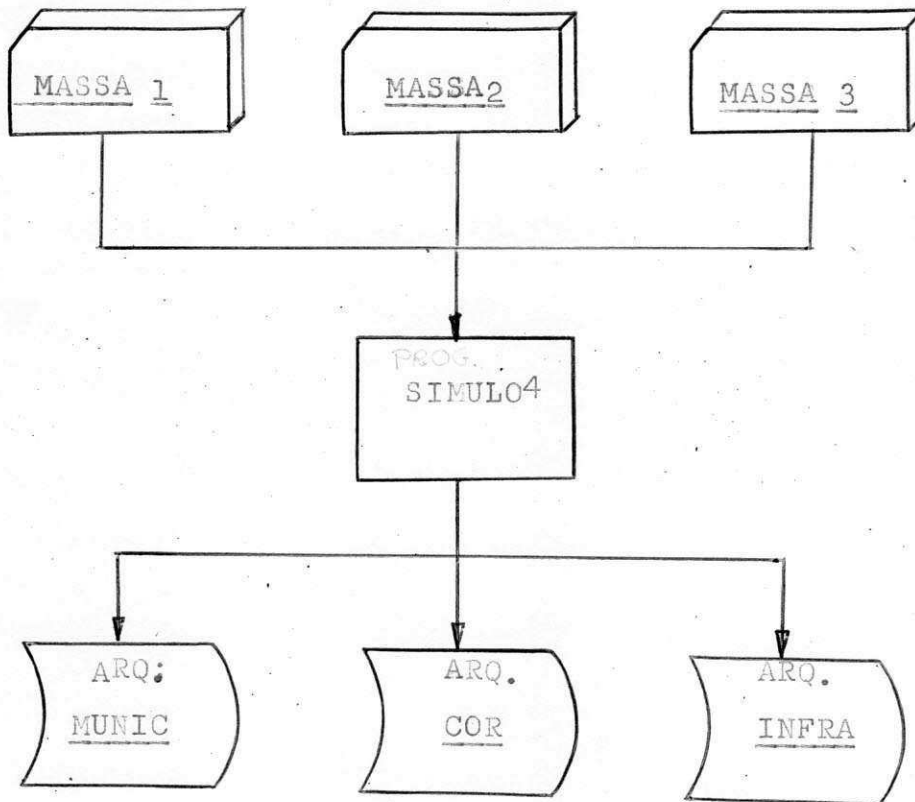 MASSA 1
MASSA2
MASSA 3
PROG.
SIMULO4
ARQ:
MUNIC
ARQ.
COR
ARQ.
INFRA